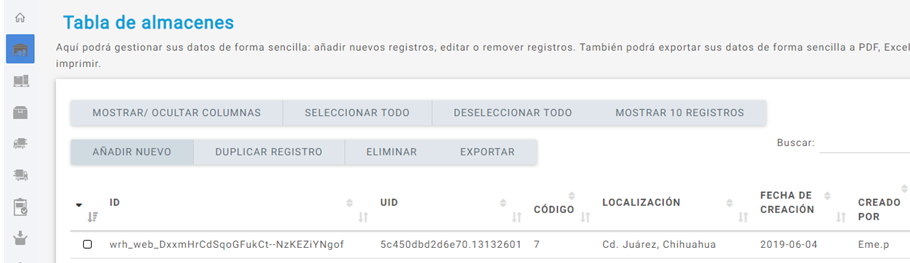 Tabla de almacenes
Aquí podrá gestionar sus datos de forma sencilla: añadir nuevos registros, editar o remover registros. También podrá exportar sus datos de forma sencilla a PDF, Excel
imprimir.
MOSTRAR/ OCULTAR COLUMNAS SELECCIONAR TODO DESELECCIONAR TODO MOSTRAR 10 REGISTROS
AÑADIR NUEVO DUPLICAR REGISTRO ELIMINAR EXPORTAR
Buscar:
ID UID CÓDIGO LOCALIZACIÓN FECHA DE CREACIÓN CREADO POR
wrh_web_DxxmHrCdSqoGFukCt--NzKEZiYNgof 5c450dbd2d6e70.13132601 7 Cd. Juárez, Chihuahua 2019-06-04 Eme.p